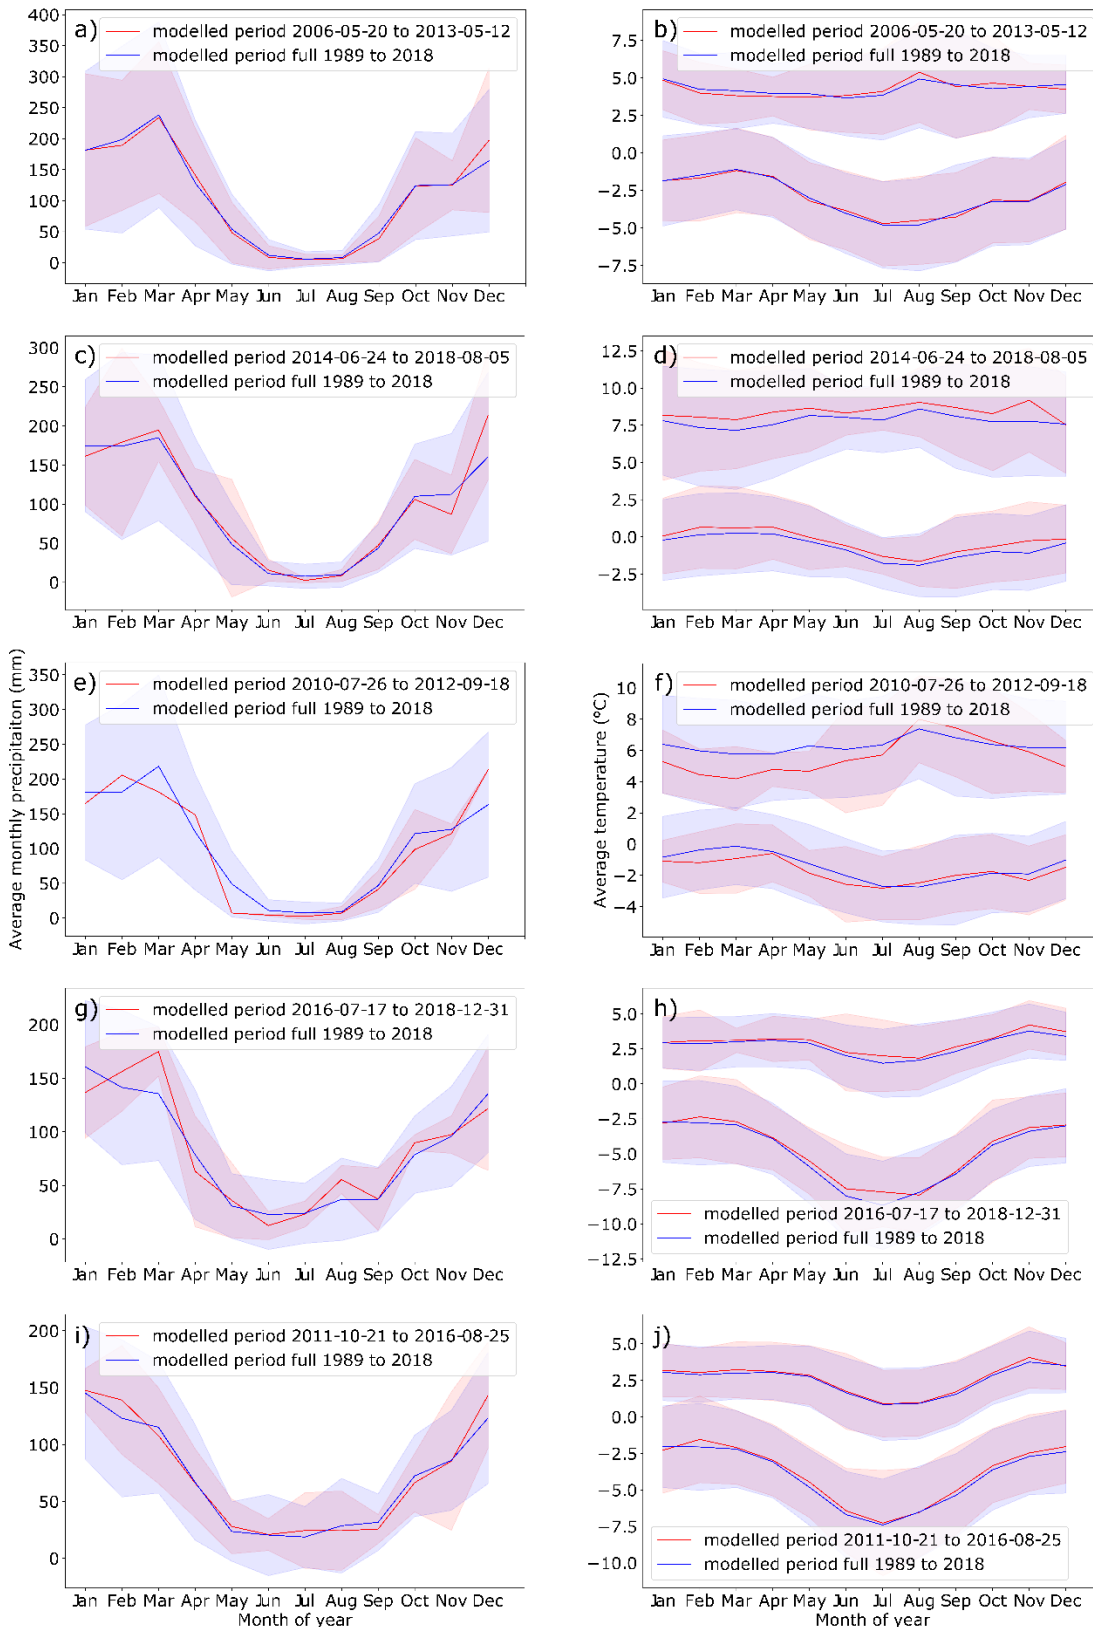 a)
modelled period 2006-05-20 to 2013-05-12
modelled period full 1989 to 2018
400
350
300
250
200
150
100
50
0
Jan Feb Mar Apr May Jun Jul Aug Sep Oct Nov Dec
b)
modelled period 2006-05-20 to 2013-05-12
modelled period full 1989 to 2018
7.5
5.0
2.5
0.0
−2.5
−5.0
−7.5
Jan Feb Mar Apr May Jun Jul Aug Sep Oct Nov Dec
c)
modelled period 2014-06-24 to 2018-08-05
modelled period full 1989 to 2018
300
250
200
150
100
50
0
Jan Feb Mar Apr May Jun Jul Aug Sep Oct Nov Dec
d)
modelled period 2014-06-24 to 2018-08-05
modelled period full 1989 to 2018
12.5
10.0
7.5
5.0
2.5
0.0
−2.5
Jan Feb Mar Apr May Jun Jul Aug Sep Oct Nov Dec
Average monthly precipitaiton (mm)
e)
modelled period 2010-07-26 to 2012-09-18
modelled period full 1989 to 2018
350
300
250
200
150
100
50
0
Jan Feb Mar Apr May Jun Jul Aug Sep Oct Nov Dec
Average temperature (°C)
f)
modelled period 2010-07-26 to 2012-09-18
modelled period full 1989 to 2018
10
8
6
4
2
0
−2
−4
Jan Feb Mar Apr May Jun Jul Aug Sep Oct Nov Dec
g)
modelled period 2016-07-17 to 2018-12-31
modelled period full 1989 to 2018
200
150
100
50
0
Jan Feb Mar Apr May Jun Jul Aug Sep Oct Nov Dec
h)
5.0
2.5
0.0
−2.5
−5.0
−7.5
−10.0
−12.5
modelled period 2016-07-17 to 2018-12-31
modelled period full 1989 to 2018
Jan Feb Mar Apr May Jun Jul Aug Sep Oct Nov Dec
i)
modelled period 2011-10-21 to 2016-08-25
modelled period full 1989 to 2018
200
150
100
50
0
Jan Feb Mar Apr May Jun Jul Aug Sep Oct Nov Dec
Month of year
j)
5.0
2.5
0.0
−2.5
−5.0
−7.5
−10.0
modelled period 2011-10-21 to 2016-08-25
modelled period full 1989 to 2018
Jan Feb Mar Apr May Jun Jul Aug Sep Oct Nov Dec
Month of year